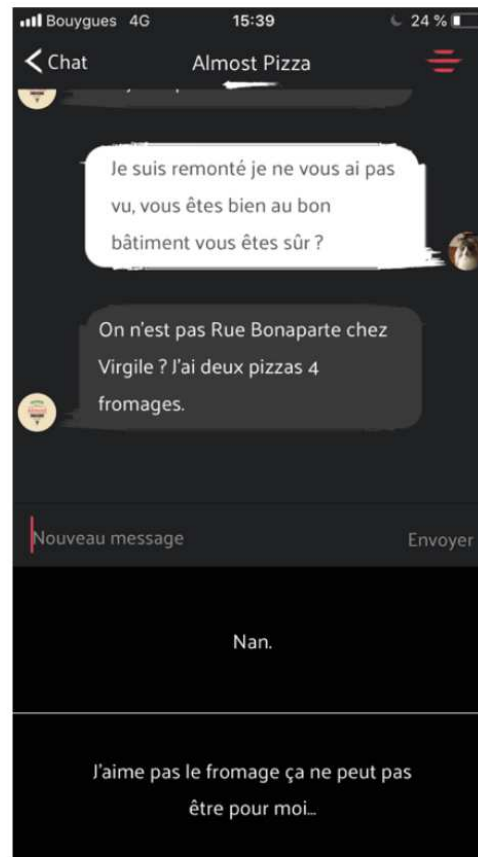 Bouygues 4G 15:39 24 %
Chat Almost Pizza
Je suis remonté je ne vous ai pas
vu, vous êtes bien au bon
bâtiment vous êtes sûr ?
On n'est pas Rue Bonaparte chez
Virgile ? J'ai deux pizzas 4
fromages.
Nouveau message Envoyer
Nan.
J'aime pas le fromage ça ne peut pas
être pour moi...